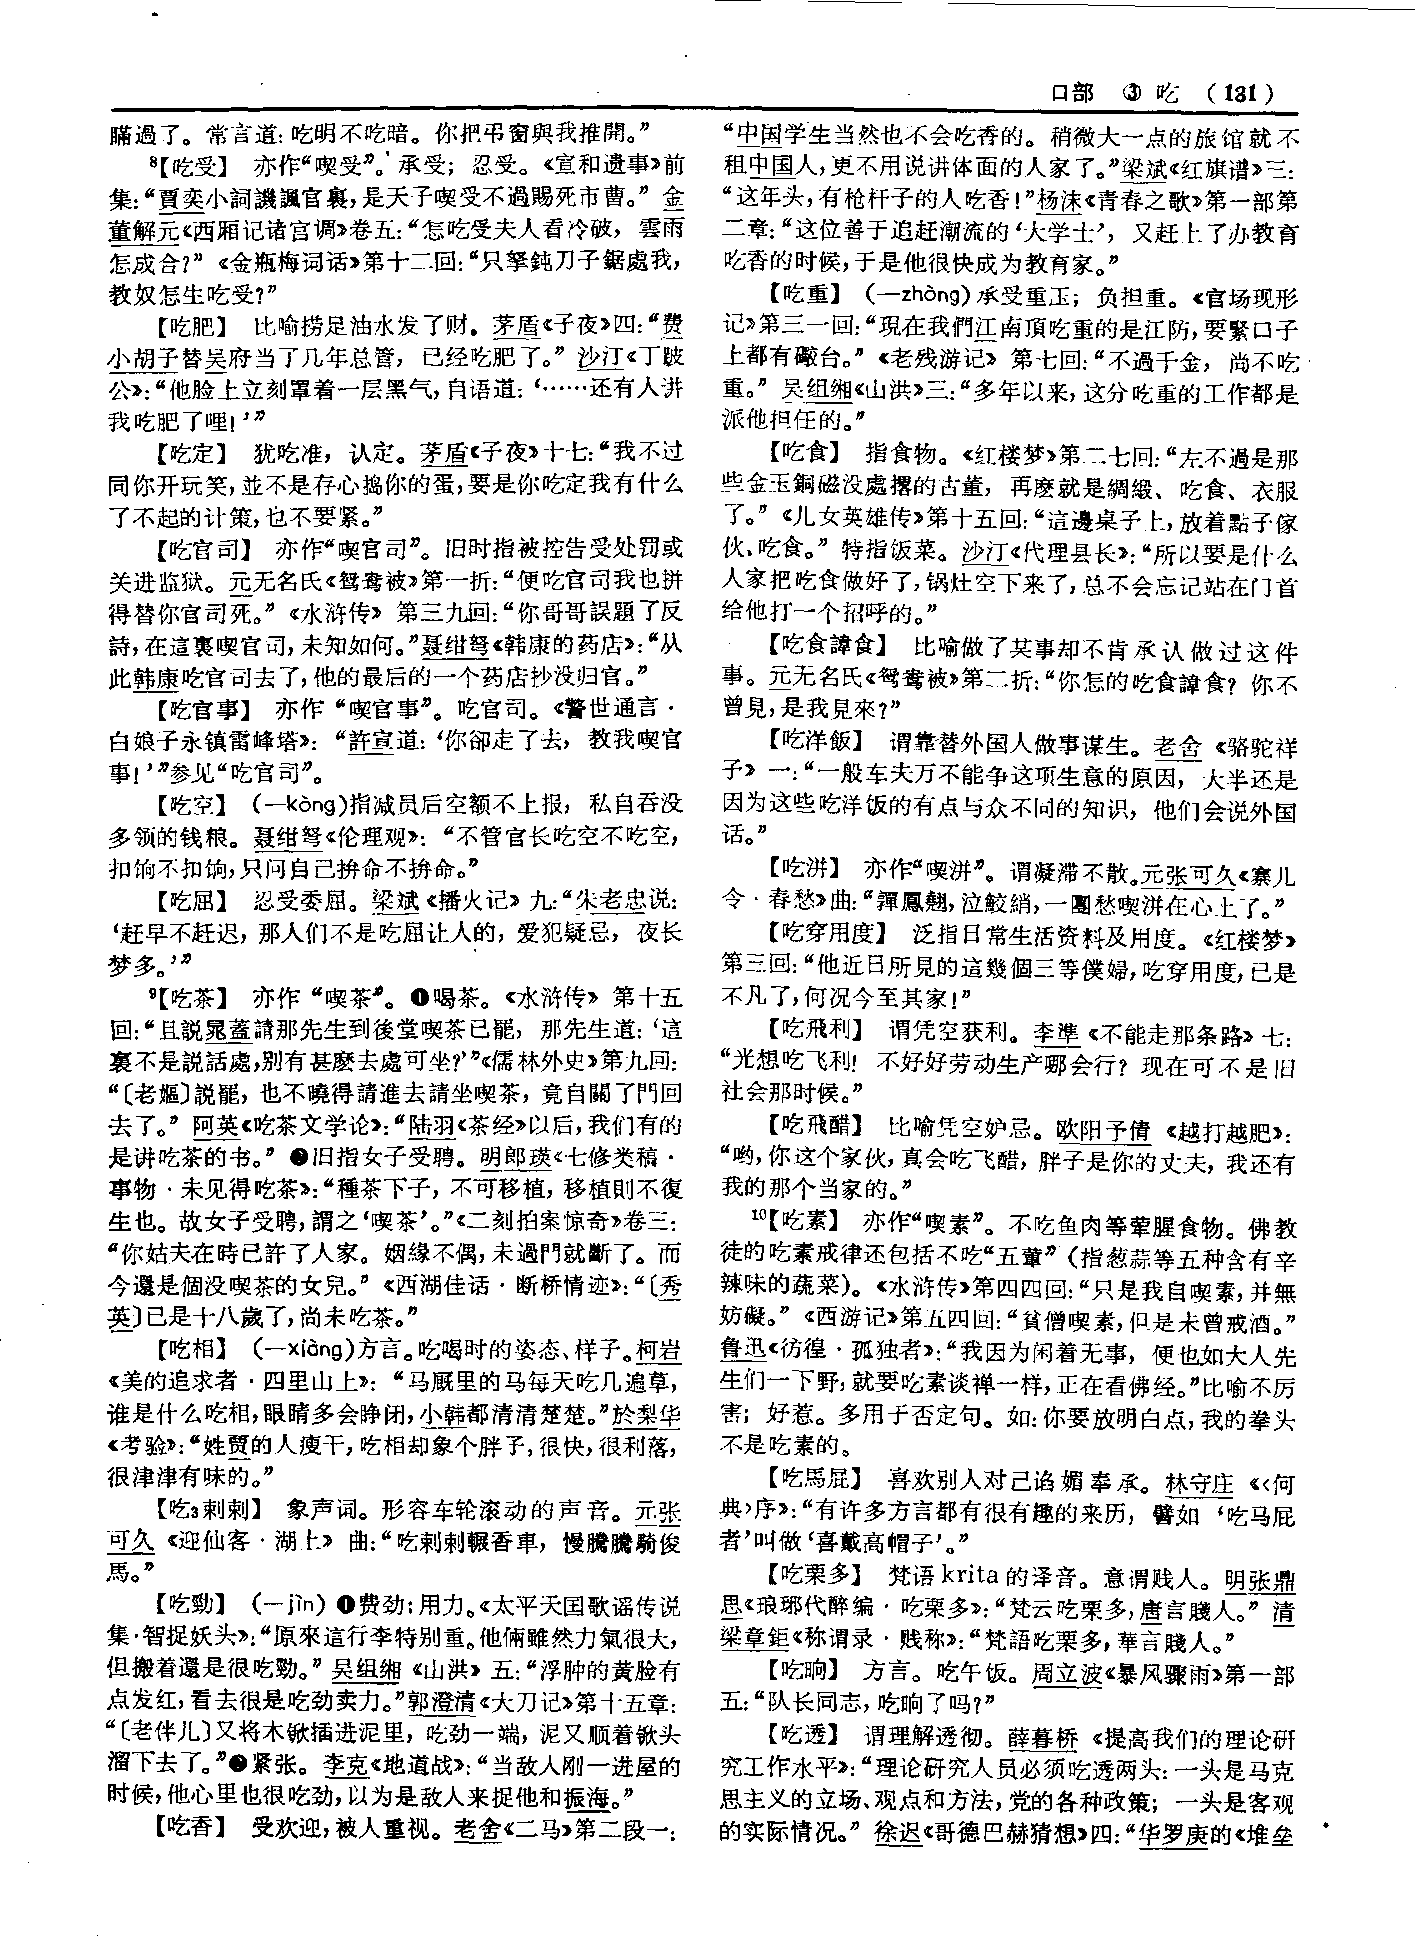 口部 ③ 吃 (131)
瞞過了。常言道:吃明不吃暗。你把弔窗與我推開。”
⁸【吃受】 亦作“喫受”。承受；忍受。《宣和遗事》前
集:“賈奕小詞譏諷官裏,是天子喫受不過賜死市曹。” 金
董解元《西厢记诸宫调》卷五:“怎吃受夫人看冷破，雲雨
怎成合?” 《金瓶梅词话》第十二回:“只拏鈍刀子鋸處我,
教奴怎生吃受?”
【吃肥】 比喻捞足油水发了财。茅盾《子夜》四:“费
小胡子替吴府当了几年总管，已经吃肥了。” 沙汀《丁跛
公》:“他脸上立刻罩着一层黑气,自语道:‘……还有人讲
我吃肥了哩!’”
【吃定】 犹吃准，认定。茅盾《子夜》十七:“我不过
同你开玩笑,並不是存心捣你的蛋,要是你吃定我有什么
了不起的计策,也不要紧。”
【吃官司】 亦作“喫官司”。旧时指被控告受处罚或
关进监狱。元无名氏《鸳鸯被》第一折:“便吃官司我也拼
得替你官司死。” 《水浒传》 第三九回:“你哥哥誤題了反
詩,在這裏喫官司,未知如何。”聂绀弩《韩康的药店》:“从
此韩康吃官司去了,他的最后的一个药店抄没归官。”
【吃官事】 亦作 “喫官事”。吃官司。《警世通言·
白娘子永镇雷峰塔》：“許宣道:‘你卻走了去，教我喫官
事!’”参见“吃官司”。
【吃空】 (—kòng)指减员后空额不上报，私自吞没
多领的钱粮。聂绀弩《伦理观》：“不管官长吃空不吃空,
扣饷不扣饷,只问自己拚命不拚命。”
【吃屈】 忍受委屈。梁斌《播火记》九:“朱老忠说:
‘赶早不赶迟，那人们不是吃屈让人的，爱犯疑忌，夜长
梦多。’”
⁹【吃茶】 亦作 “喫茶”。❶喝茶。《水浒传》 第十五
回:“且説晁蓋請那先生到後堂喫茶已罷，那先生道:‘這
裏不是說話處,别有甚麽去處可坐?’”《儒林外史》第九回:
“〔老嫗〕説罷，也不曉得請進去請坐喫茶，竟自關了門回
去了。” 阿英《吃茶文学论》:“陆羽《茶经》以后,我们有的
是讲吃茶的书。” ❷旧指女子受聘。明郎瑛《七修类稿·
事物·未见得吃茶》:“種茶下子，不可移植，移植則不復
生也。故女子受聘,謂之‘喫茶’。”《二刻拍案惊奇》卷三:
“你姑夫在時已許了人家。姻緣不偶,未過門就斷了。而
今還是個没喫茶的女兒。” 《西湖佳话·断桥情迹》:“〔秀
英〕已是十八歲了,尚未吃茶。”
【吃相】 (—xiàng)方言。吃喝时的姿态、样子。柯岩
《美的追求者·四里山上》：“马厩里的马每天吃几遍草,
谁是什么吃相,眼睛多会睁闭,小韩都清清楚楚。”於梨华
《考验》:“姓贾的人瘦干,吃相却象个胖子,很快,很利落,
很津津有味的。”
【吃₃剌剌】 象声词。形容车轮滚动的声音。元张
可久 《迎仙客·湖上》 曲:“吃剌剌輾香車，慢騰騰騎俊
馬。”
【吃勁】 (—jìn) ❶费劲;用力。《太平天囯歌谣传说
集·智捉妖头》:“原來這行李特别重。他倆雖然力氣很大,
但搬着還是很吃勁。” 吴组缃 《山洪》 五:“浮肿的黄脸有
点发红,看去很是吃劲卖力。”郭澄清《大刀记》第十五章:
“〔老伴儿〕又将木锨插进泥里，吃劲一端，泥又顺着锨头
溜下去了。”❷紧张。李克《地道战》:“当敌人刚一进屋的
时候,他心里也很吃劲,以为是敌人来捉他和振海。”
【吃香】 受欢迎,被人重视。老舍《二马》第二段一:
“中国学生当然也不会吃香的。稍微大一点的旅馆就不
租中国人,更不用说讲体面的人家了。”梁斌《红旗谱》三:
“这年头,有枪杆子的人吃香!”杨沫《青春之歌》第一部第
二章:“这位善于追赶潮流的‘大学士’，又赶上了办教育
吃香的时候,于是他很快成为教育家。”
【吃重】 (—zhòng)承受重压；负担重。《官场现形
记》第三一回:“現在我們江南頂吃重的是江防,要緊口子
上都有礮台。” 《老残游记》 第七回:“不過千金，尚不吃
重。” 吴组缃《山洪》三:“多年以来,这分吃重的工作都是
派他担任的。”
【吃食】 指食物。《红楼梦》第二七回:“左不過是那
些金玉銅磁没處撂的古董，再麽就是綢緞、吃食、衣服
了。” 《儿女英雄传》第十五回:“這邊桌子上,放着點子傢
伙、吃食。” 特指饭菜。沙汀《代理县长》:“所以要是什么
人家把吃食做好了,锅灶空下来了,总不会忘记站在门首
给他打一个招呼的。”
【吃食諱食】 比喻做了某事却不肯承认做过这件
事。元无名氏《鸳鸯被》第二折:“你怎的吃食諱食？你不
曾見,是我見來?”
【吃洋飯】 谓靠替外国人做事谋生。老舍 《骆驼祥
子》一:“一般车夫万不能争这项生意的原因，大半还是
因为这些吃洋饭的有点与众不同的知识，他们会说外国
话。”
【吃洴】 亦作“喫洴”。谓凝滞不散。元张可久《寨儿
令·春愁》曲:“嚲鳳翹,泣鮫綃,一團愁喫洴在心上了。”
【吃穿用度】 泛指日常生活资料及用度。《红楼梦》
第三回:“他近日所見的這幾個三等僕婦,吃穿用度,已是
不凡了,何况今至其家!”
【吃飛利】 谓凭空获利。李準 《不能走那条路》七:
“光想吃飞利！不好好劳动生产哪会行？现在可不是旧
社会那时候。”
【吃飛醋】 比喻凭空妒忌。欧阳予倩 《越打越肥》:
“哟,你这个家伙,真会吃飞醋，胖子是你的丈夫，我还有
我的那个当家的。”
¹⁰【吃素】 亦作“喫素”。不吃鱼肉等荤腥食物。佛教
徒的吃素戒律还包括不吃“五葷” (指葱蒜等五种含有辛
辣味的蔬菜)。《水浒传》第四四回:“只是我自喫素,并無
妨礙。” 《西游记》第五四回:“貧僧喫素,但是未曾戒酒。”
鲁迅《彷徨·孤独者》:“我因为闲着无事，便也如大人先
生们一下野,就要吃素谈禅一样,正在看佛经。”比喻不厉
害；好惹。多用于否定句。如:你要放明白点,我的拳头
不是吃素的。
【吃馬屁】 喜欢别人对己谄媚奉承。林守庄 《〈何
典〉序》:“有许多方言都有很有趣的来历，譬如‘吃马屁
者’叫做‘喜戴高帽子’。”
【吃栗多】 梵语krita的译音。意谓贱人。明张鼎
思《琅琊代醉编·吃栗多》:“梵云吃栗多,唐言賤人。” 清
梁章钜《称谓录·贱称》:“梵語吃栗多，華言賤人。”
【吃晌】 方言。吃午饭。周立波《暴风骤雨》第一部
五:“队长同志,吃晌了吗?”
【吃透】 谓理解透彻。薛暮桥 《提高我们的理论研
究工作水平》:“理论研究人员必须吃透两头:一头是马克
思主义的立场、观点和方法,党的各种政策；一头是客观
的实际情况。” 徐迟《哥德巴赫猜想》四:“华罗庚的《堆垒